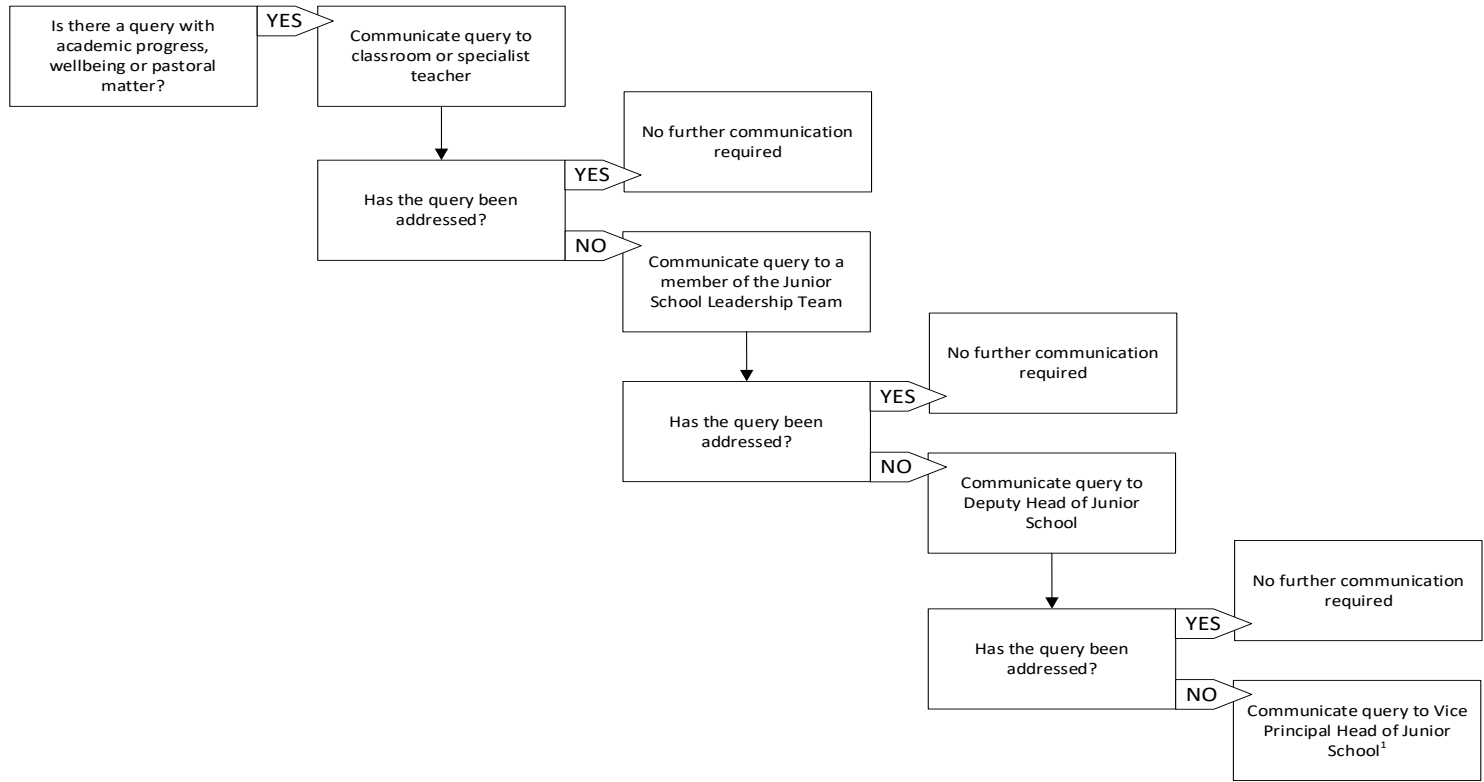 Is there a query with
academic progress,
wellbeing or pastoral
matter?
YES
Communicate query to
classroom or specialist
teacher
Has the query been
addressed?
YES
No further communication
required
NO
Communicate query to a
member of the Junior
School Leadership Team
Has the query been
addressed?
YES
No further communication
required
NO
Communicate query to
Deputy Head of Junior
School
Has the query been
addressed?
YES
No further communication
required
NO
Communicate query to Vice
Principal Head of Junior
School¹